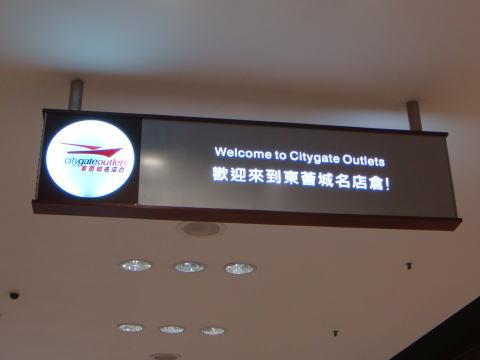 citygateoutlets
東薈城名店倉
Welcome to Citygate Outlets
歡迎來到東薈城名店倉!